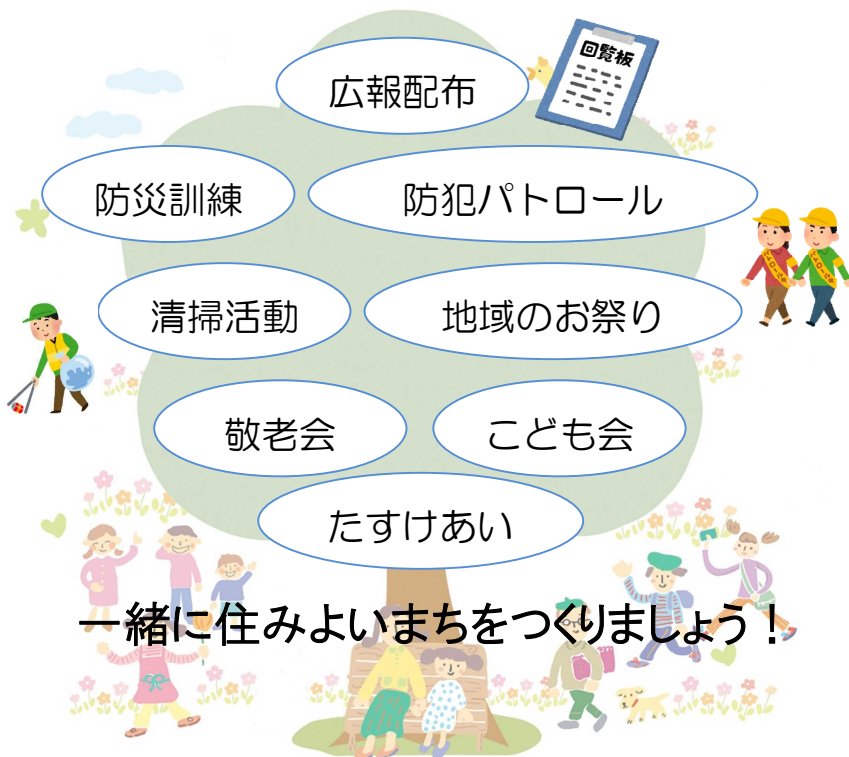 広報配布
回覧板
防災訓練
防犯パトロール
清掃活動
地域のお祭り
敬老会
こども会
たすけあい
一緒に住みよいまちをつくりましょう！